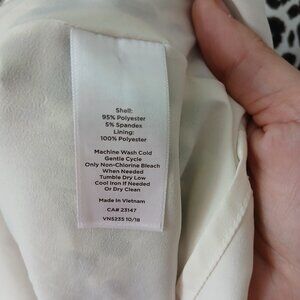 Shell:
95% Polyester
5% Spandex
Lining:
100% Polyester
Machine Wash Cold
Gentle Cycle
Only Non-Chlorine Bleach
When Needed
Tumble Dry Low
Cool Iron If Needed
Or Dry Clean
Made in Vietnam
CA# 23147
VN5235 10/18